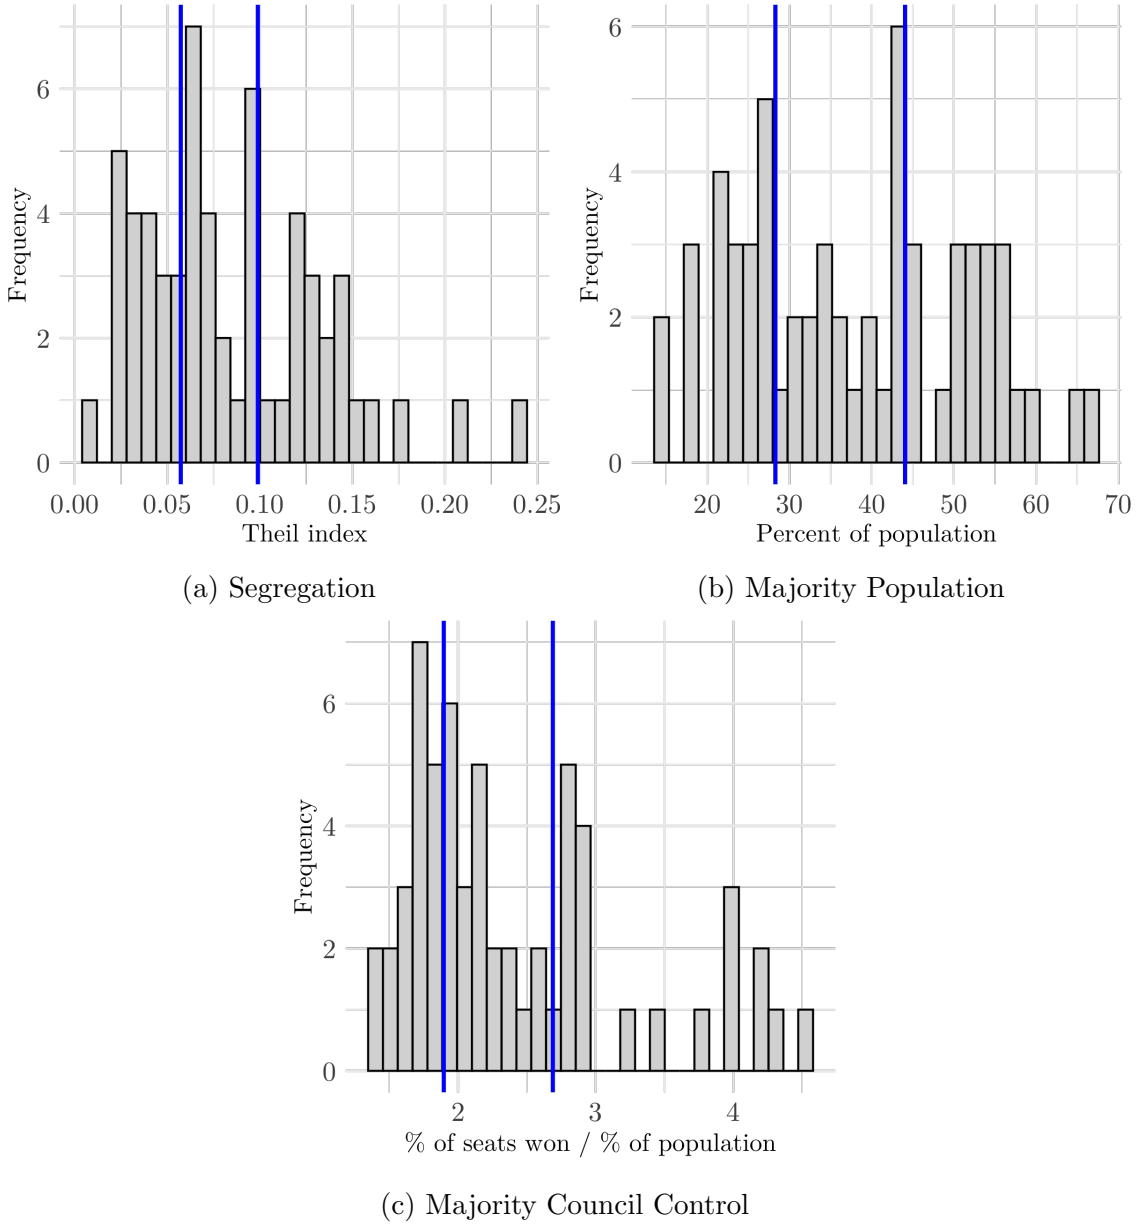 Frequency
6
4
2
0
0.00 0.05 0.10 0.15 0.20 0.25
Theil index
(a) Segregation
Frequency
6
4
2
0
20 30 40 50 60 70
Percent of population
(b) Majority Population
Frequency
6
4
2
0
2 3 4
% of seats won / % of population
(c) Majority Council Control